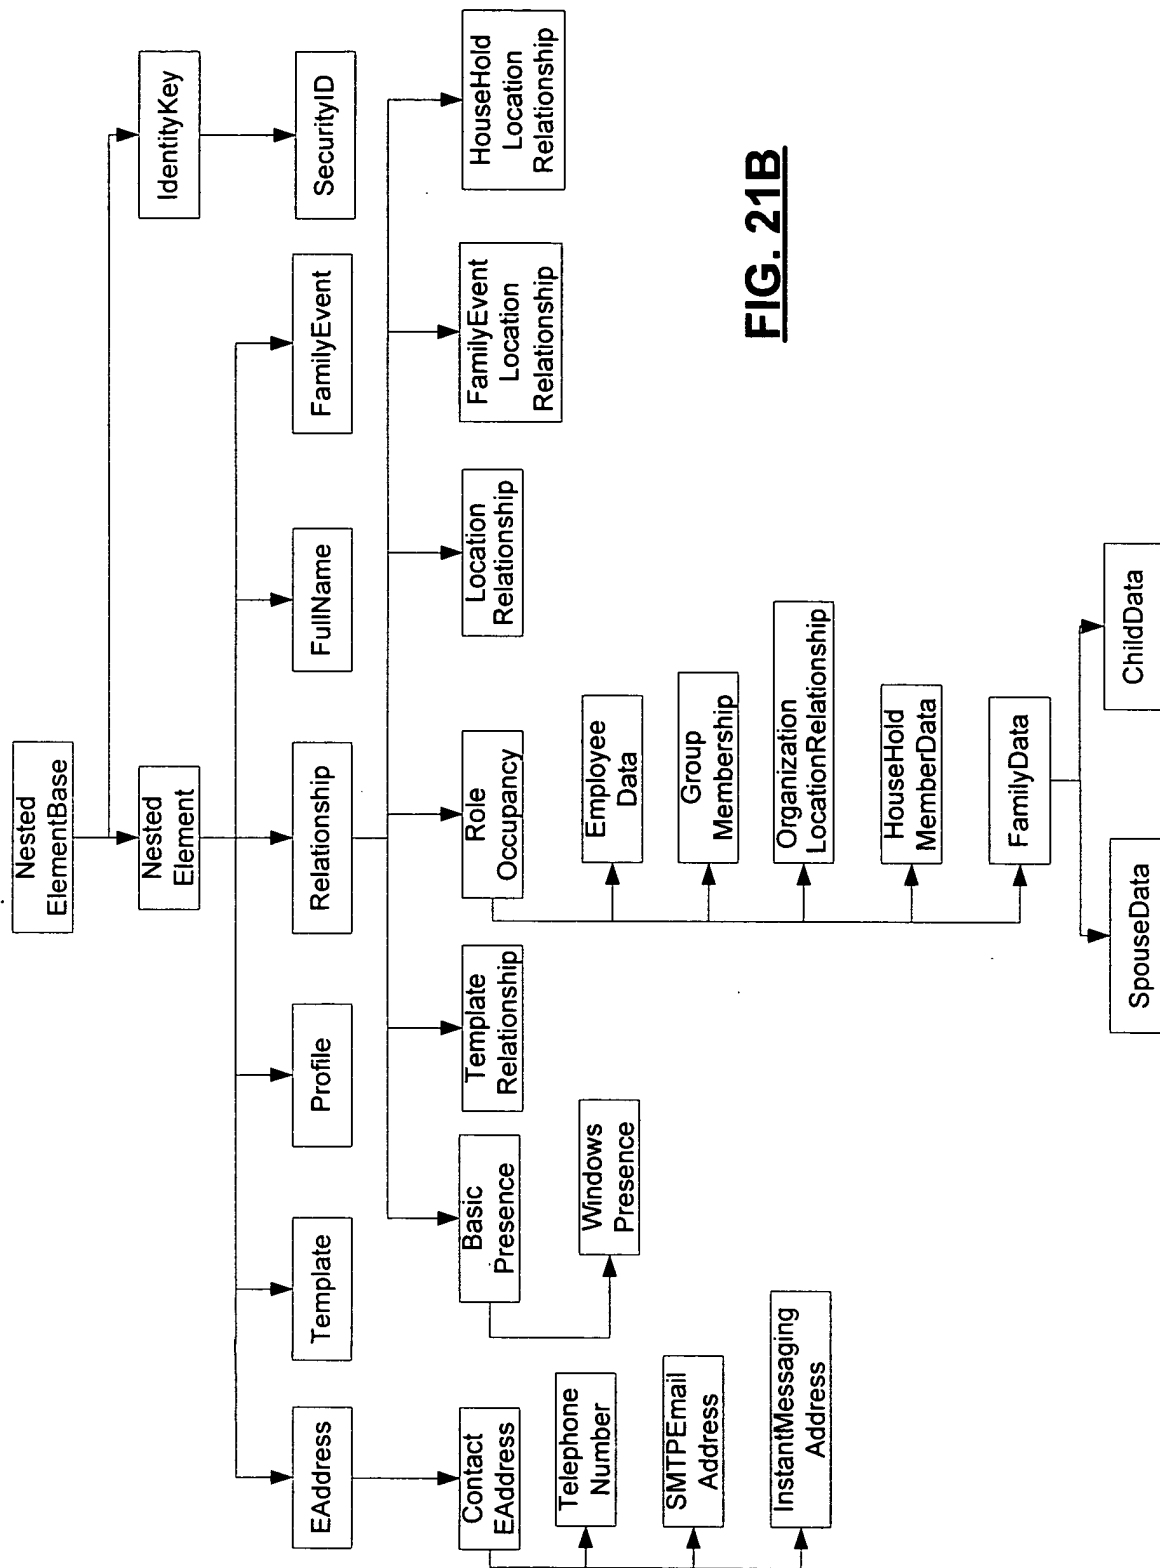 Nested
ElementBase
Nested
Element
IdentityKey
EAddress
Template
Profile
Relationship
FullName
FamilyEvent
SecurityID
Contact
EAddress
Basic
Presence
Template
Relationship
Role
Occupancy
Location
Relationship
FamilyEvent
Location
Relationship
HouseHold
Location
Relationship
Telephone
Number
SMTPEmail
Address
InstantMessaging
Address
Windows
Presence
Employee
Data
Group
Membership
Organization
LocationRelationship
HouseHold
MemberData
FamilyData
SpouseData
ChildData
FIG. 21B